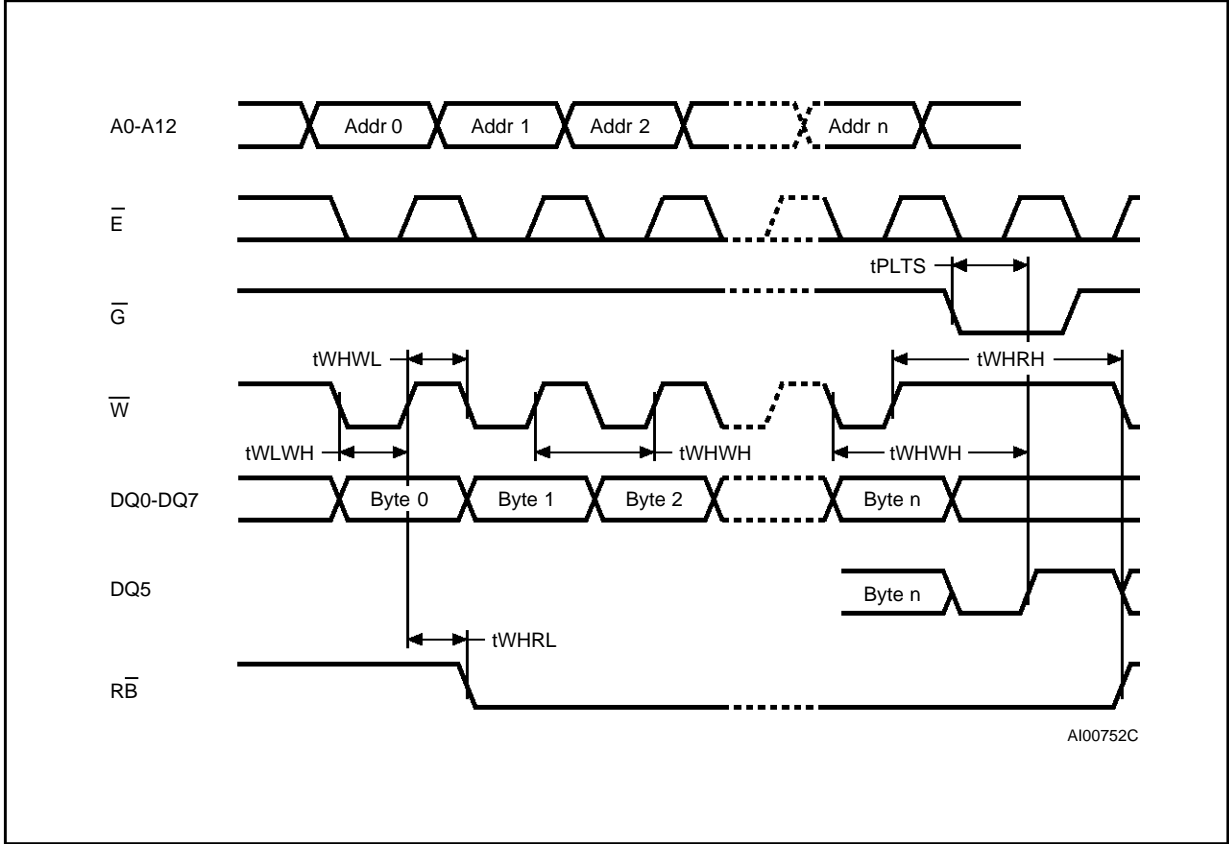 A0-A12 Addr 0 Addr 1 Addr 2 Addr n
E̅
tPLTS
G̅
tWHWL tWHRH
W̅
tWLWH tWHWH tWHWH
DQ0-DQ7 Byte 0 Byte 1 Byte 2 Byte n
DQ5 Byte n
tWHRL
RB̅
AI00752C